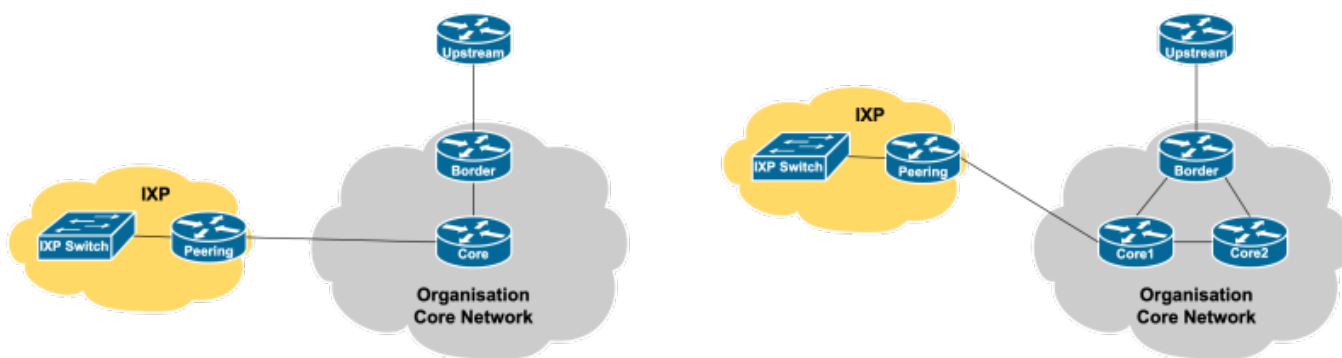 Upstream
IXP
Border
IXP Switch
Peering
Core
Organisation
Core Network
Upstream
IXP
IXP Switch
Peering
Border
Core1
Core2
Organisation
Core Network